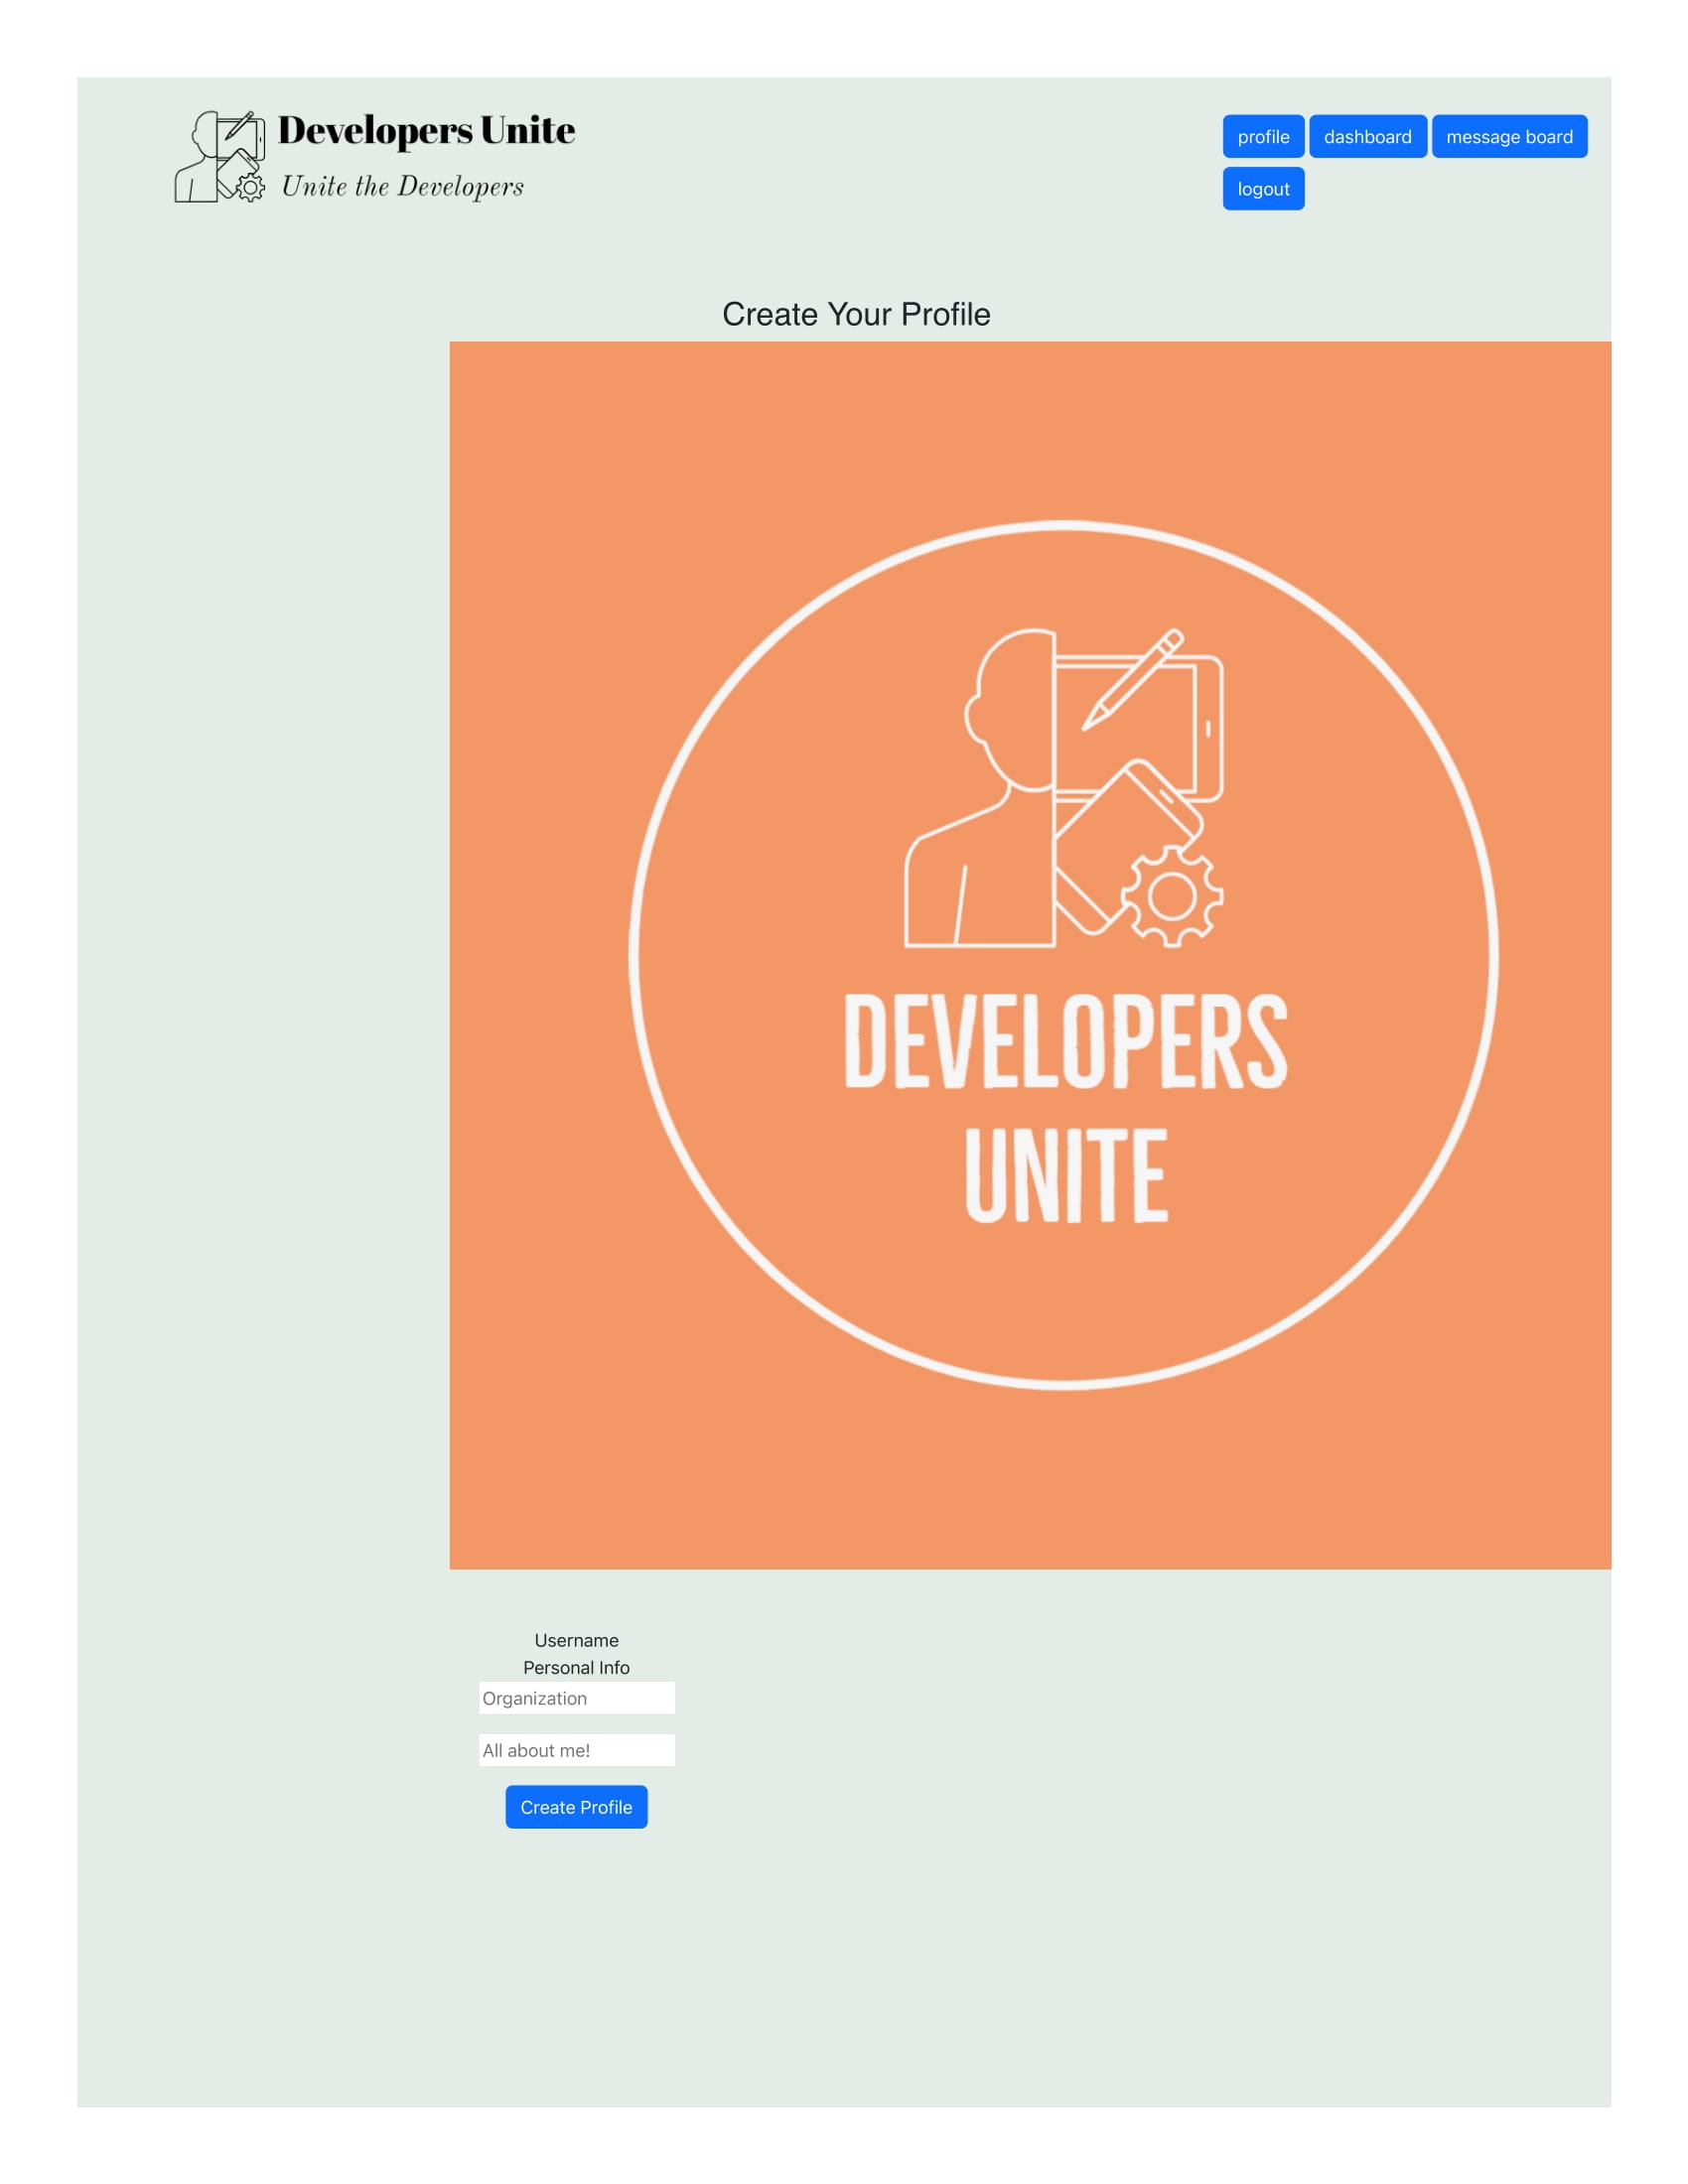 Developers Unite
Unite the Developers
profile dashboard message board
logout
Create Your Profile
DEVELOPERS
UNITE
Username
Personal Info
Organization
All about me!
Create Profile